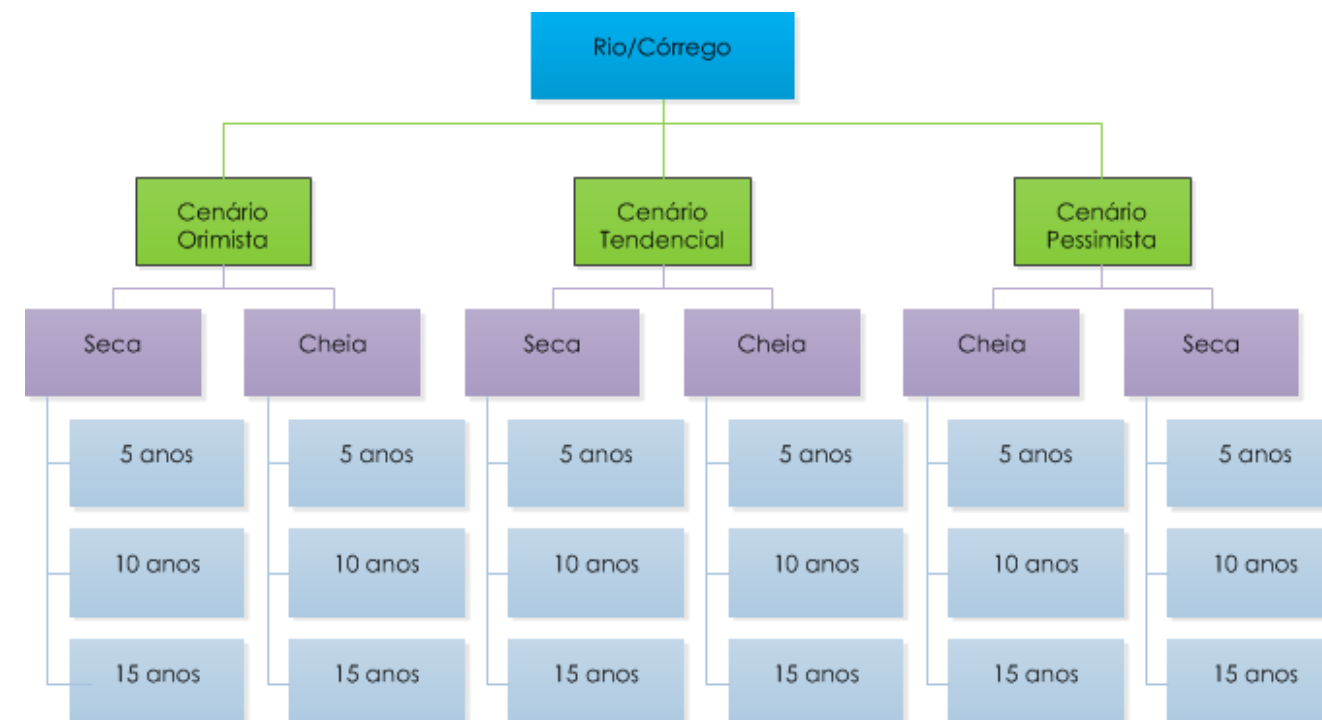 Rio/Córrego
Cenário
Orimista
Cenário
Tendencial
Cenário
Pessimista
Seca
Cheia
Seca
Cheia
Cheia
Seca
5 anos
5 anos
5 anos
5 anos
5 anos
5 anos
10 anos
10 anos
10 anos
10 anos
10 anos
10 anos
15 anos
15 anos
15 anos
15 anos
15 anos
15 anos